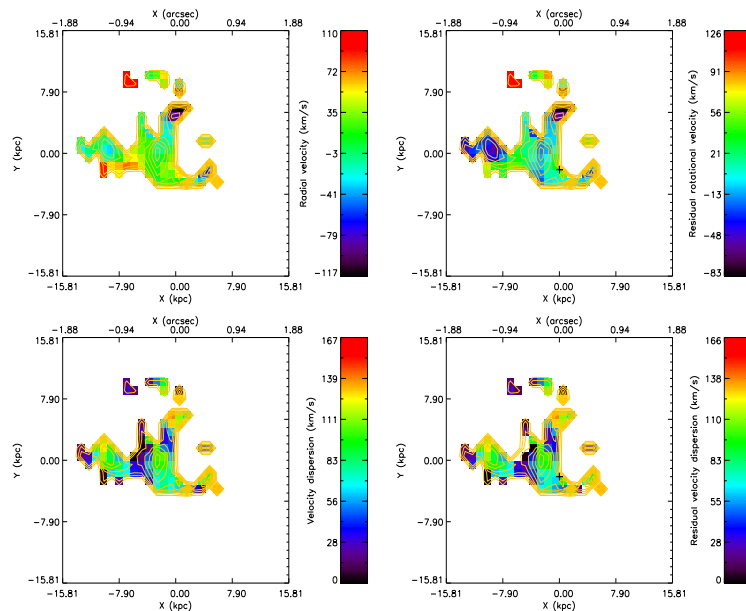 X (arcsec)
−1.88 −0.94 0.00 0.94 1.88
15.81
7.90
0.00
−7.90
−15.81
Y (kpc)
−15.81 −7.90 0.00 7.90 15.81
X (kpc)
110
72
35
−3
−41
−79
−117
Radial velocity (km/s)
X (arcsec)
−1.88 −0.94 0.00 0.94 1.88
15.81
7.90
0.00
−7.90
−15.81
Y (kpc)
−15.81 −7.90 0.00 7.90 15.81
X (kpc)
126
91
56
21
−13
−48
−83
Residual rotational velocity (km/s)
X (arcsec)
−1.88 −0.94 0.00 0.94 1.88
15.81
7.90
0.00
−7.90
−15.81
Y (kpc)
−15.81 −7.90 0.00 7.90 15.81
X (kpc)
167
139
111
83
56
28
0
Velocity dispersion (km/s)
X (arcsec)
−1.88 −0.94 0.00 0.94 1.88
15.81
7.90
0.00
−7.90
−15.81
Y (kpc)
−15.81 −7.90 0.00 7.90 15.81
X (kpc)
166
138
111
83
55
28
0
Residual velocity dispersion (km/s)